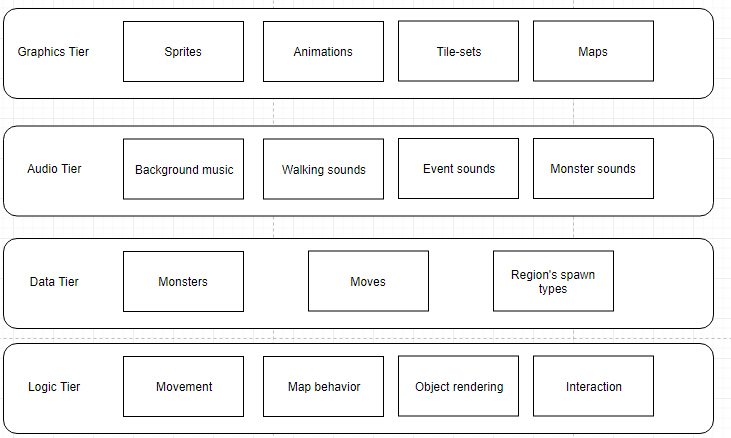 Graphics Tier
Sprites
Animations
Tile-sets
Maps
Audio Tier
Background music
Walking sounds
Event sounds
Monster sounds
Data Tier
Monsters
Moves
Region's spawn
types
Logic Tier
Movement
Map behavior
Object rendering
Interaction